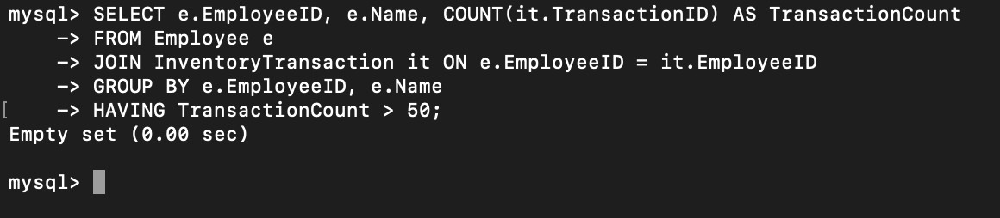 mysql> SELECT e.EmployeeID, e.Name, COUNT(it.TransactionID) AS TransactionCount
    -> FROM Employee e
    -> JOIN InventoryTransaction it ON e.EmployeeID = it.EmployeeID
    -> GROUP BY e.EmployeeID, e.Name
[    -> HAVING TransactionCount > 50;
Empty set (0.00 sec)
mysql>